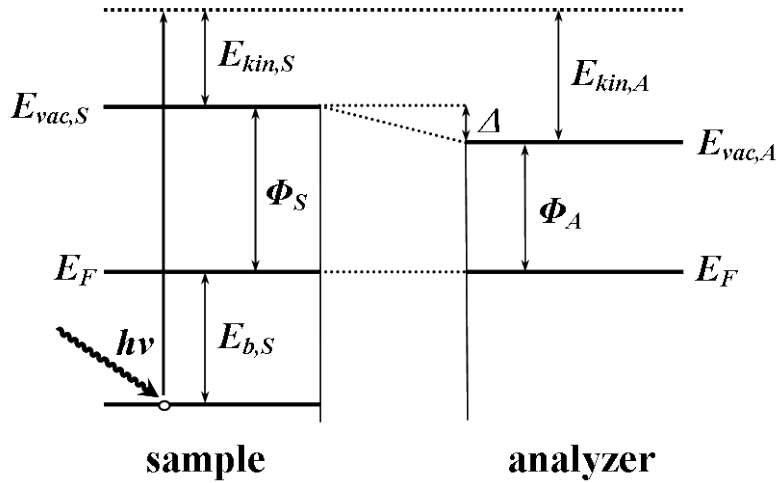 E_{kin,S}
E_{kin,A}
E_{vac,S}
Δ
E_{vac,A}
Φ_S
Φ_A
E_F
E_F
hν
E_{b,S}
sample
analyzer